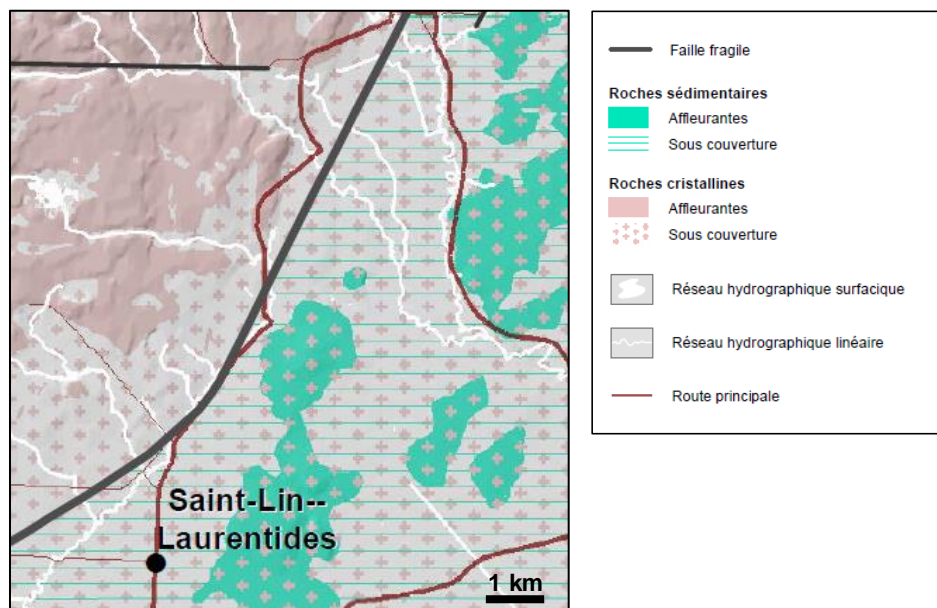 Saint-Lin--
Laurentides
1 km
Faille fragile
Roches sédimentaires
Affleurantes
Sous couverture
Roches cristallines
Affleurantes
Sous couverture
Réseau hydrographique surfacique
Réseau hydrographique linéaire
Route principale